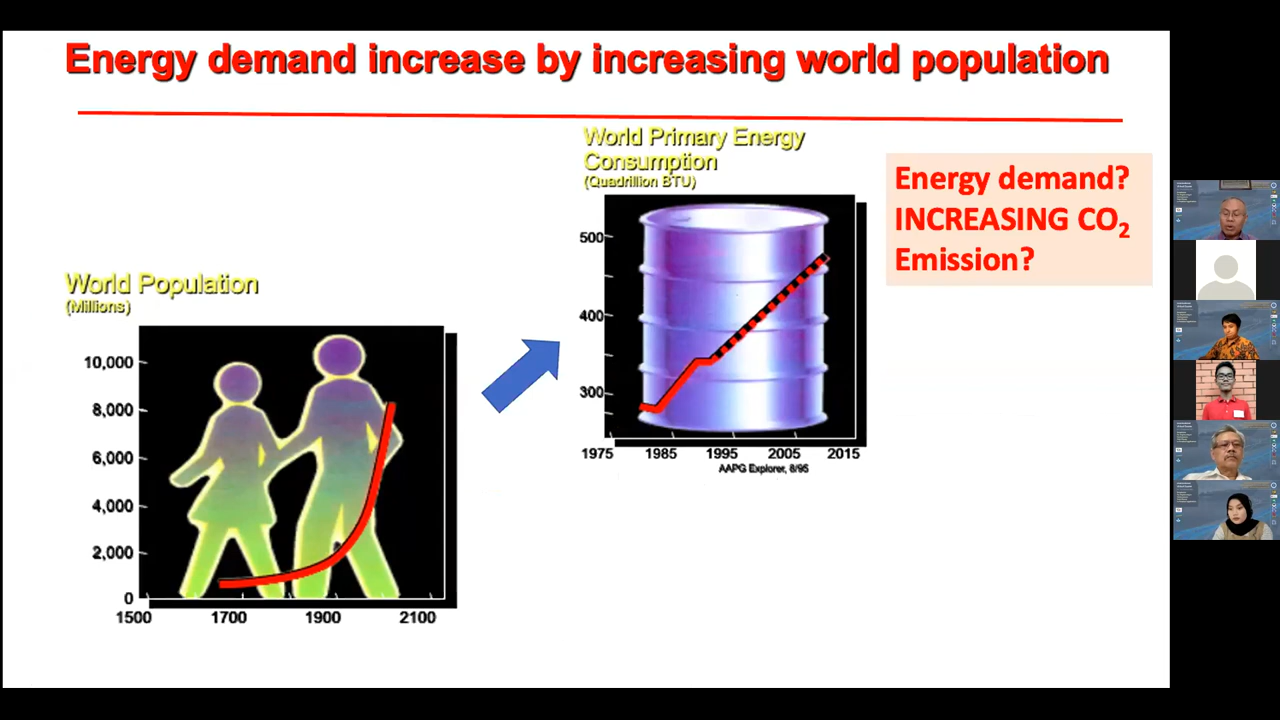 Energy demand increase by increasing world population
World Primary Energy
Consumption
(Quadrillion BTU)
500
400
300
1975 1985 1995 2005 2015
AAPG Explorer, 8/95
Energy demand?
INCREASING CO₂
Emission?
World Population
(Millions)
10,000
8,000
6,000
4,000
2,000
0
1500 1700 1900 2100